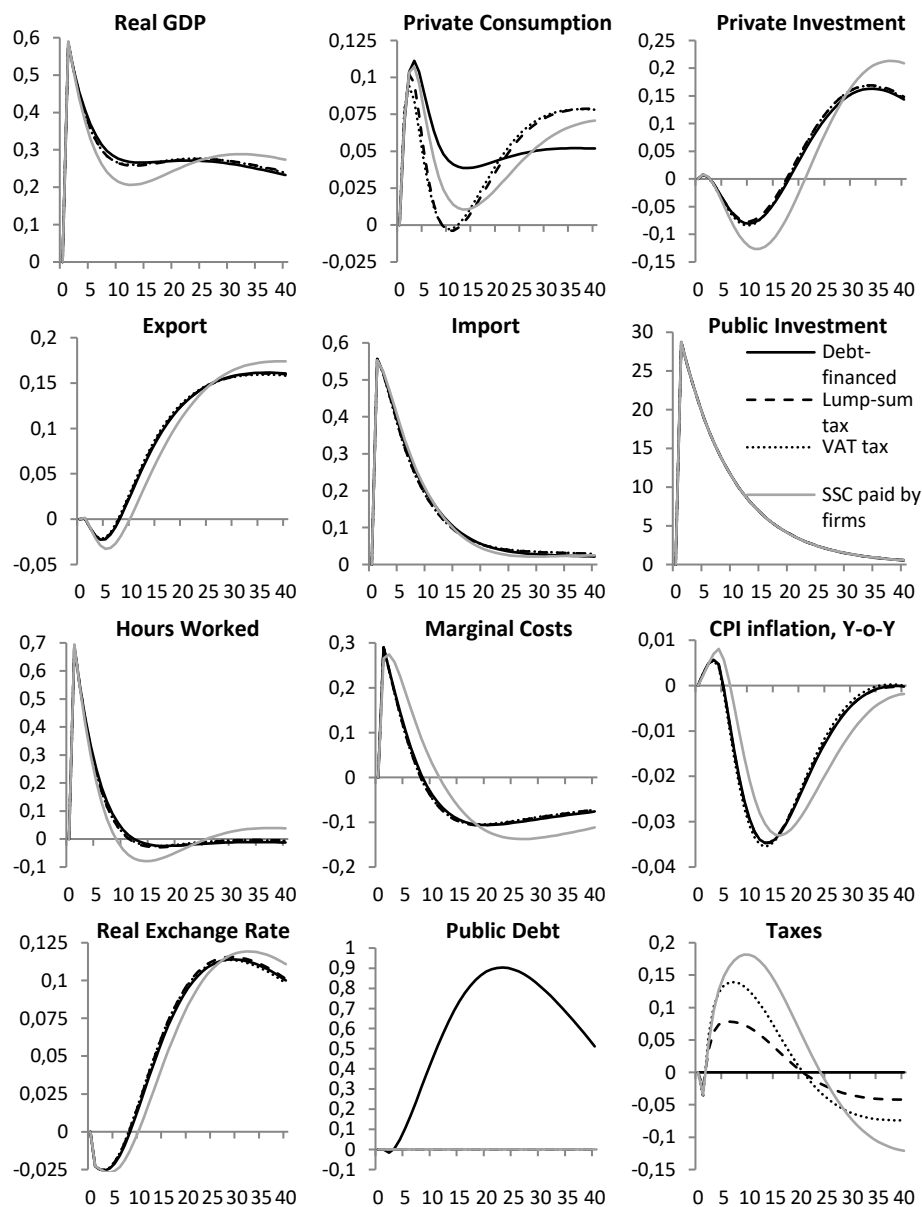 Real GDP
0,6
0,5
0,4
0,3
0,2
0,1
0
0 5 10 15 20 25 30 35 40
Private Consumption
0,125
0,1
0,075
0,05
0,025
0
-0,025
0 5 10 15 20 25 30 35 40
Private Investment
0,25
0,2
0,15
0,1
0,05
0
-0,05
-0,1
-0,15
0 5 10 15 20 25 30 35 40
Export
0,2
0,15
0,1
0,05
0
-0,05
0 5 10 15 20 25 30 35 40
Import
0,6
0,5
0,4
0,3
0,2
0,1
0
0 5 10 15 20 25 30 35 40
Public Investment
30
25
20
15
10
5
0
0 5 10 15 20 25 30 35 40
Debt-
financed
Lump-sum
tax
VAT tax
SSC paid by
firms
Hours Worked
0,7
0,6
0,5
0,4
0,3
0,2
0,1
0
-0,1
0 5 10 15 20 25 30 35 40
Marginal Costs
0,3
0,2
0,1
0
-0,1
-0,2
0 5 10 15 20 25 30 35 40
CPI inflation, Y-o-Y
0,01
0
-0,01
-0,02
-0,03
-0,04
0 5 10 15 20 25 30 35 40
Real Exchange Rate
0,125
0,1
0,075
0,05
0,025
0
-0,025
0 5 10 15 20 25 30 35 40
Public Debt
1
0,9
0,8
0,7
0,6
0,5
0,4
0,3
0,2
0,1
0
-0,1
0 5 10 15 20 25 30 35 40
Taxes
0,2
0,15
0,1
0,05
0
-0,05
-0,1
-0,15
0 5 10 15 20 25 30 35 40